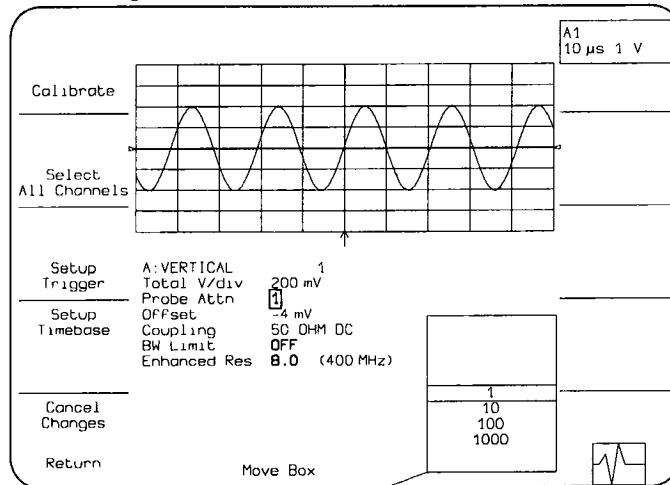 A1
10 µs 1 V
Calibrate
Select
All Channels
Setup
Trigger
Setup
Timebase
Cancel
Changes
Return
A:VERTICAL 1
Total V/div 200 mV
Probe Attn 1
Offset -4 mV
Coupling 50 OHM DC
BW Limit OFF
Enhanced Res 8.0 (400 MHz)
1
10
100
1000
Move Box